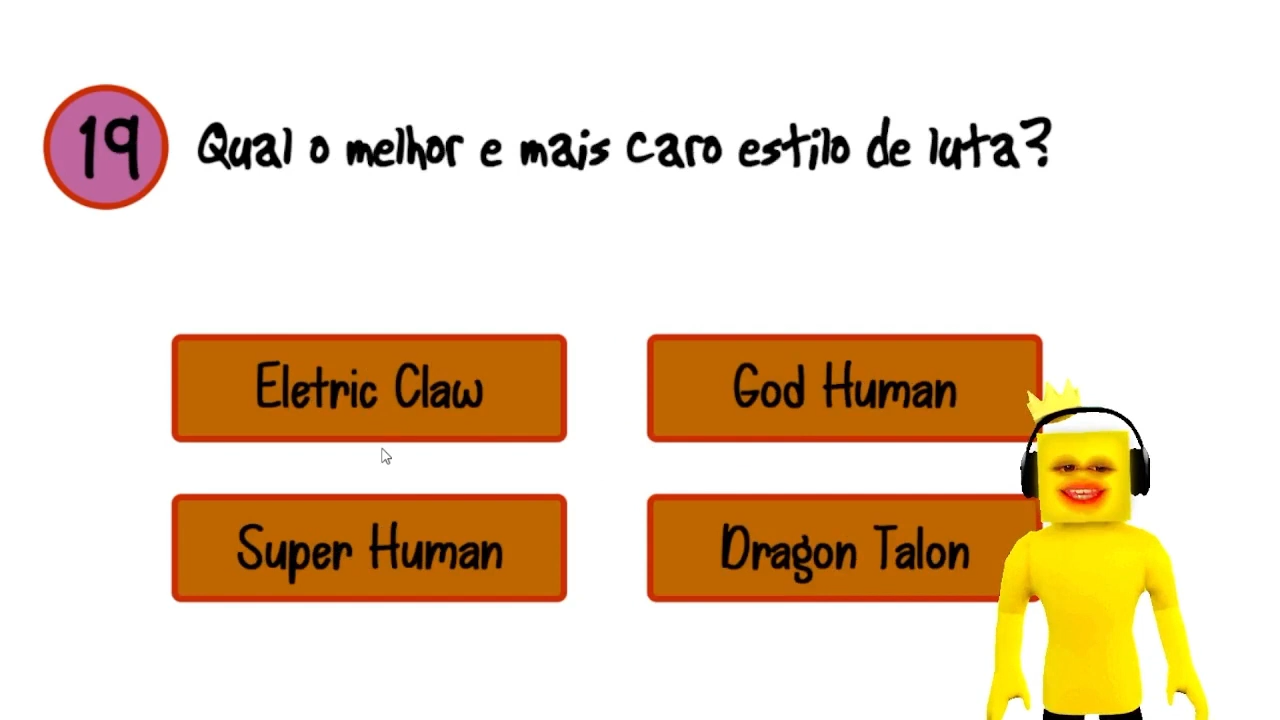 19
Qual o melhor e mais caro estilo de luta?
Eletric Claw
God Human
Super Human
Dragon Talon